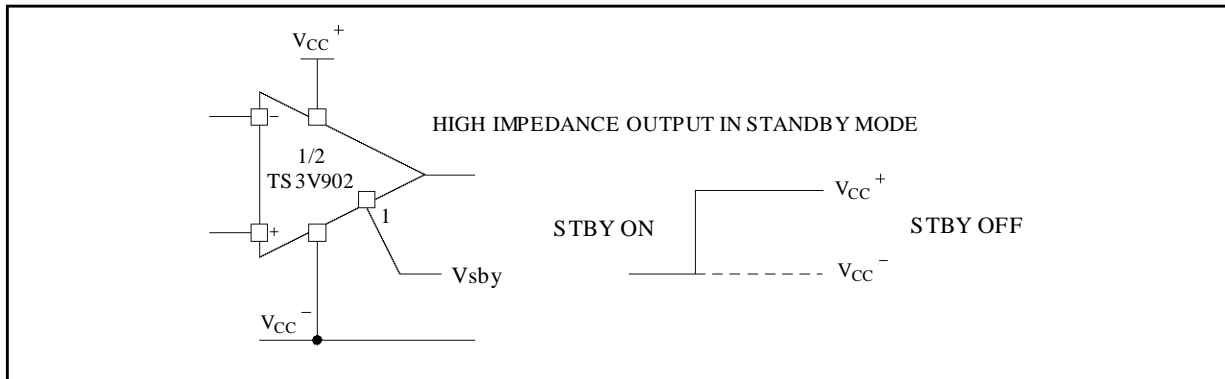 VCC +
-
HIGH IMPEDANCE OUTPUT IN STANDBY MODE
1/2
TS3V902
1
+
Vsby
VCC -
STBY ON
VCC +
STBY OFF
VCC -